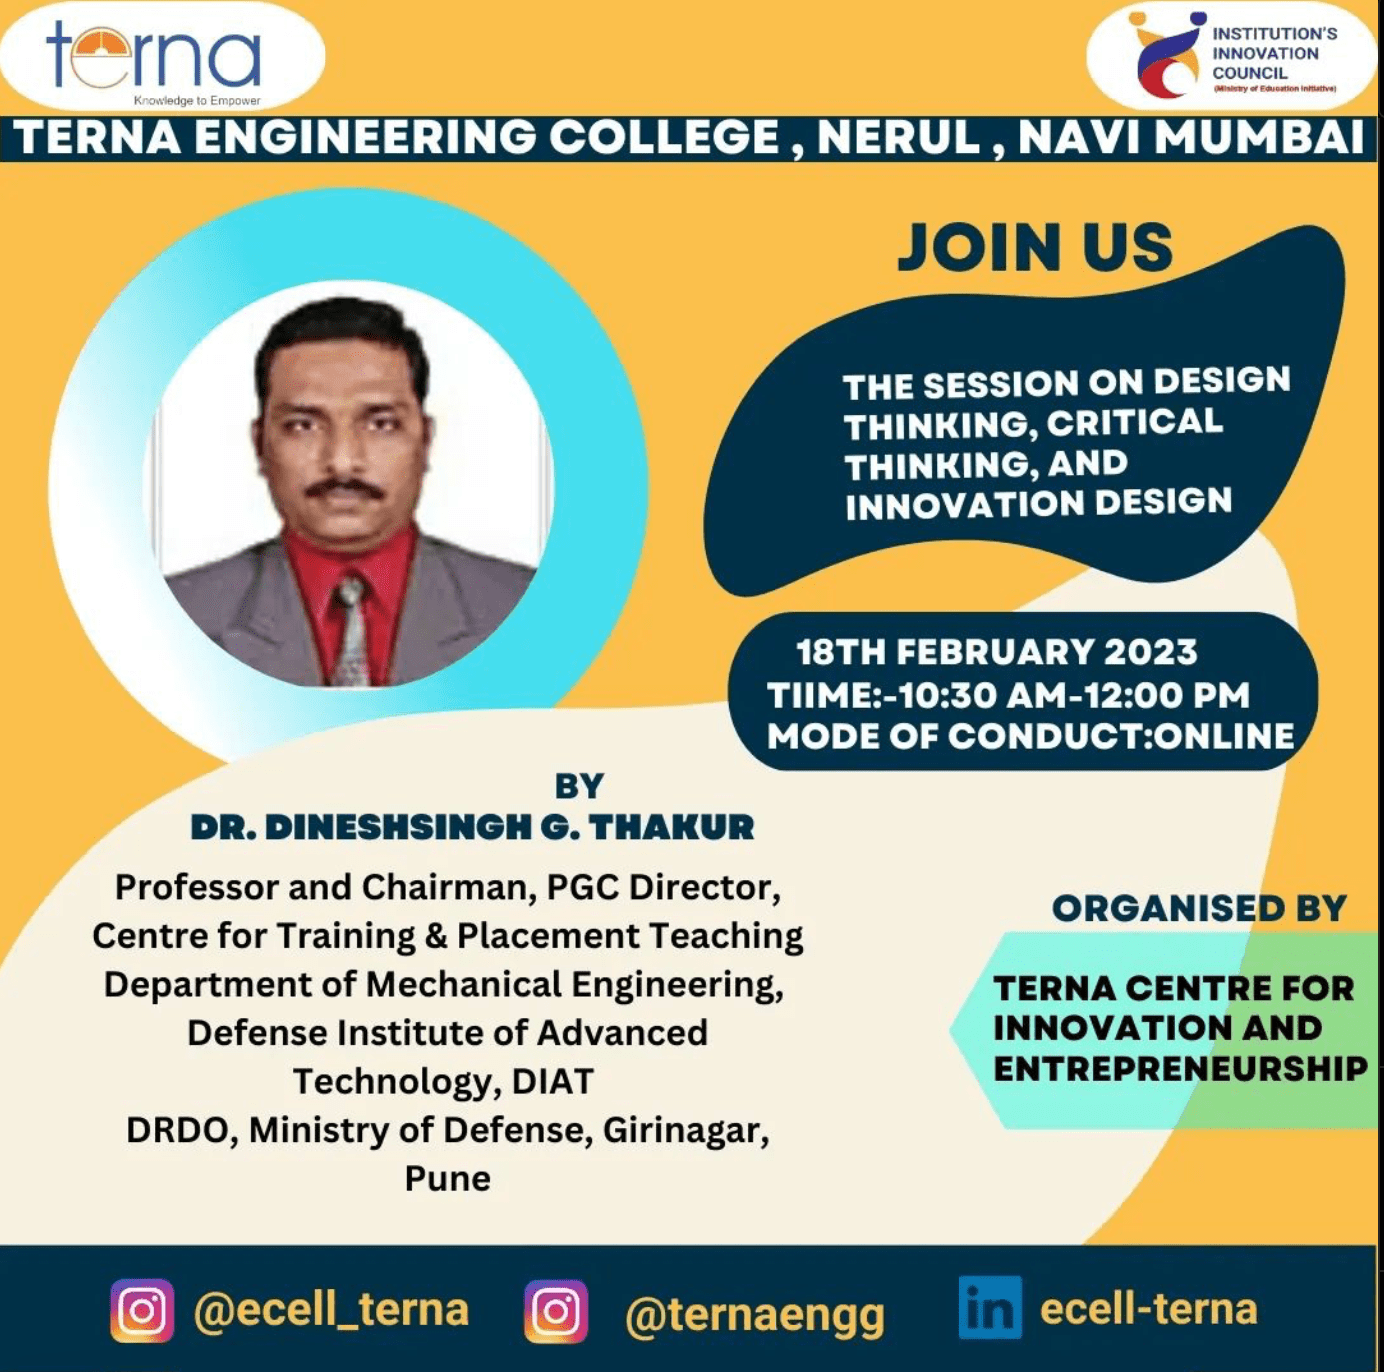 terna
Knowledge to Empower
INSTITUTION'S
INNOVATION
COUNCIL
(Ministry of Education Initiative)
TERNA ENGINEERING COLLEGE , NERUL , NAVI MUMBAI
JOIN US
THE SESSION ON DESIGN
THINKING, CRITICAL
THINKING, AND
INNOVATION DESIGN
18TH FEBRUARY 2023
TIIME:-10:30 AM-12:00 PM
MODE OF CONDUCT:ONLINE
BY
DR. DINESHSINGH G. THAKUR
Professor and Chairman, PGC Director,
Centre for Training & Placement Teaching
Department of Mechanical Engineering,
Defense Institute of Advanced
Technology, DIAT
DRDO, Ministry of Defense, Girinagar,
Pune
ORGANISED BY
TERNA CENTRE FOR
INNOVATION AND
ENTREPRENEURSHIP
@ecell_terna
@ternaengg
in ecell-terna